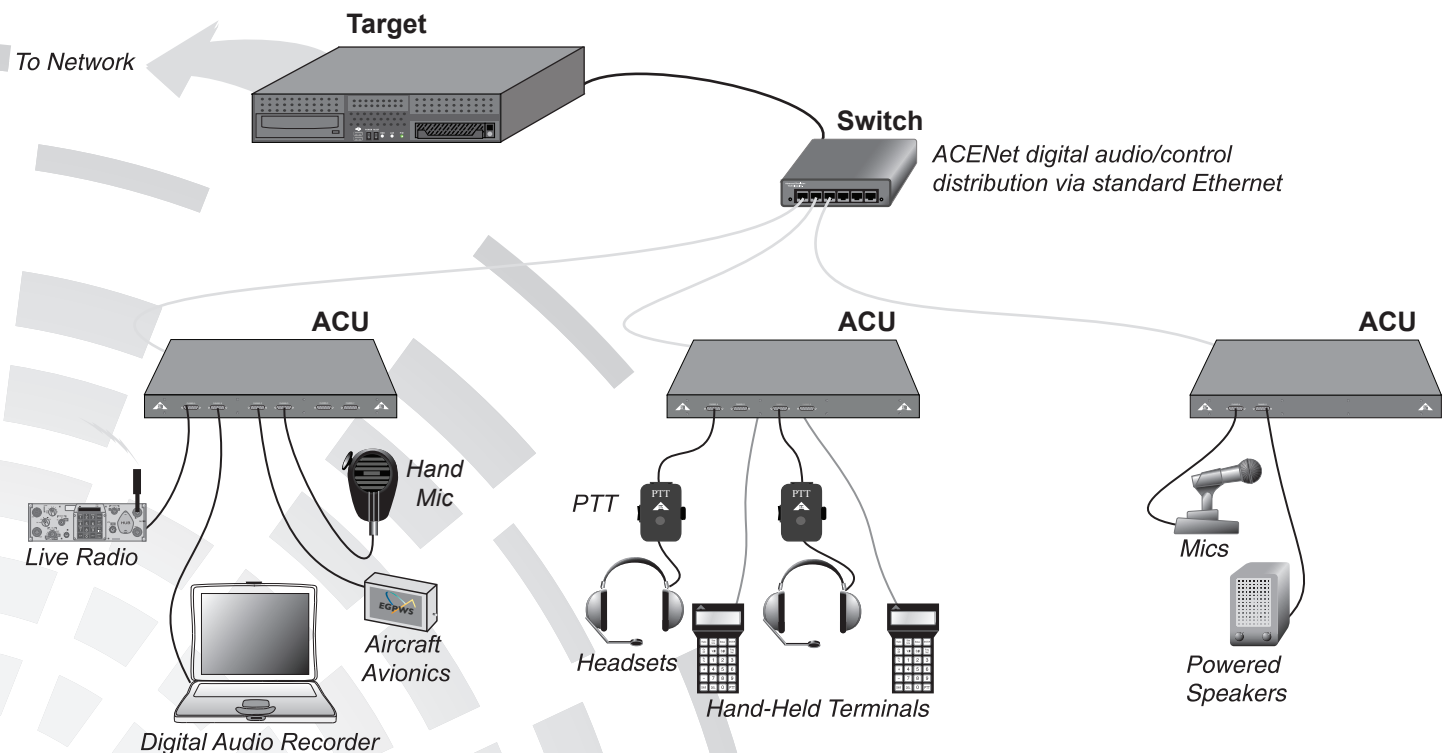 Target
To Network
Switch
ACENet digital audio/control
distribution via standard Ethernet
ACU
ACU
ACU
Hand
Mic
PTT
PTT
PTT
Live Radio
Mics
EGPWS
Aircraft
Avionics
Headsets
Hand-Held Terminals
Powered
Speakers
Digital Audio Recorder